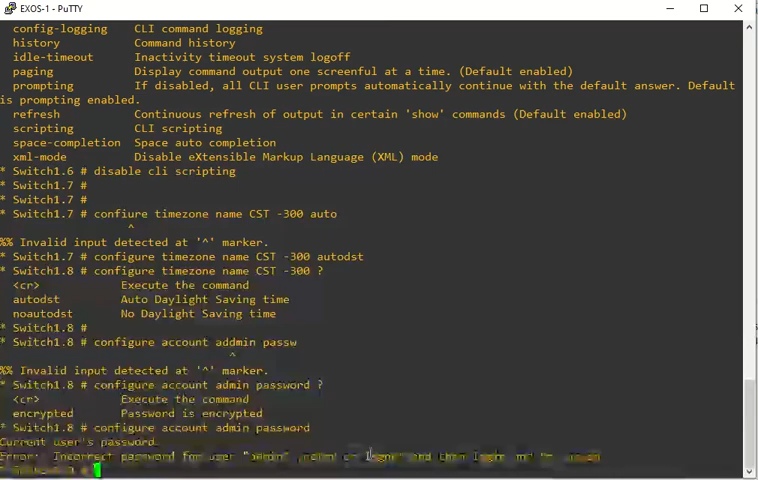 EXOS-1 - PuTTY
config-logging    CLI command logging
history           Command history
idle-timeout      Inactivity timeout system logoff
paging            Display command output one screenful at a time. (Default enabled)
prompting         If disabled, all CLI user prompts automatically continue with the default answer. Default
is prompting enabled.
refresh           Continuous refresh of output in certain 'show' commands (Default enabled)
scripting         CLI scripting
space-completion  Space auto completion
xml-mode          Disable eXtensible Markup Language (XML) mode
* Switch1.6 # disable cli scripting
* Switch1.7 #
* Switch1.7 #
* Switch1.7 # confiure timezone name CST -300 auto
^
%% Invalid input detected at '^' marker.
* Switch1.7 # configure timezone name CST -300 autodst
* Switch1.8 # configure timezone name CST -300 ?
<cr>            Execute the command
autodst         Auto Daylight Saving time
noautodst       No Daylight Saving time
* Switch1.8 #
* Switch1.8 # configure account addmin passw
^
%% Invalid input detected at '^' marker.
* Switch1.8 # configure account admin password ?
<cr>            Execute the command
encrypted       Password is encrypted
* Switch1.8 # configure account admin password
Current user's password:
Error: Incorrect password for user "admin" and then login